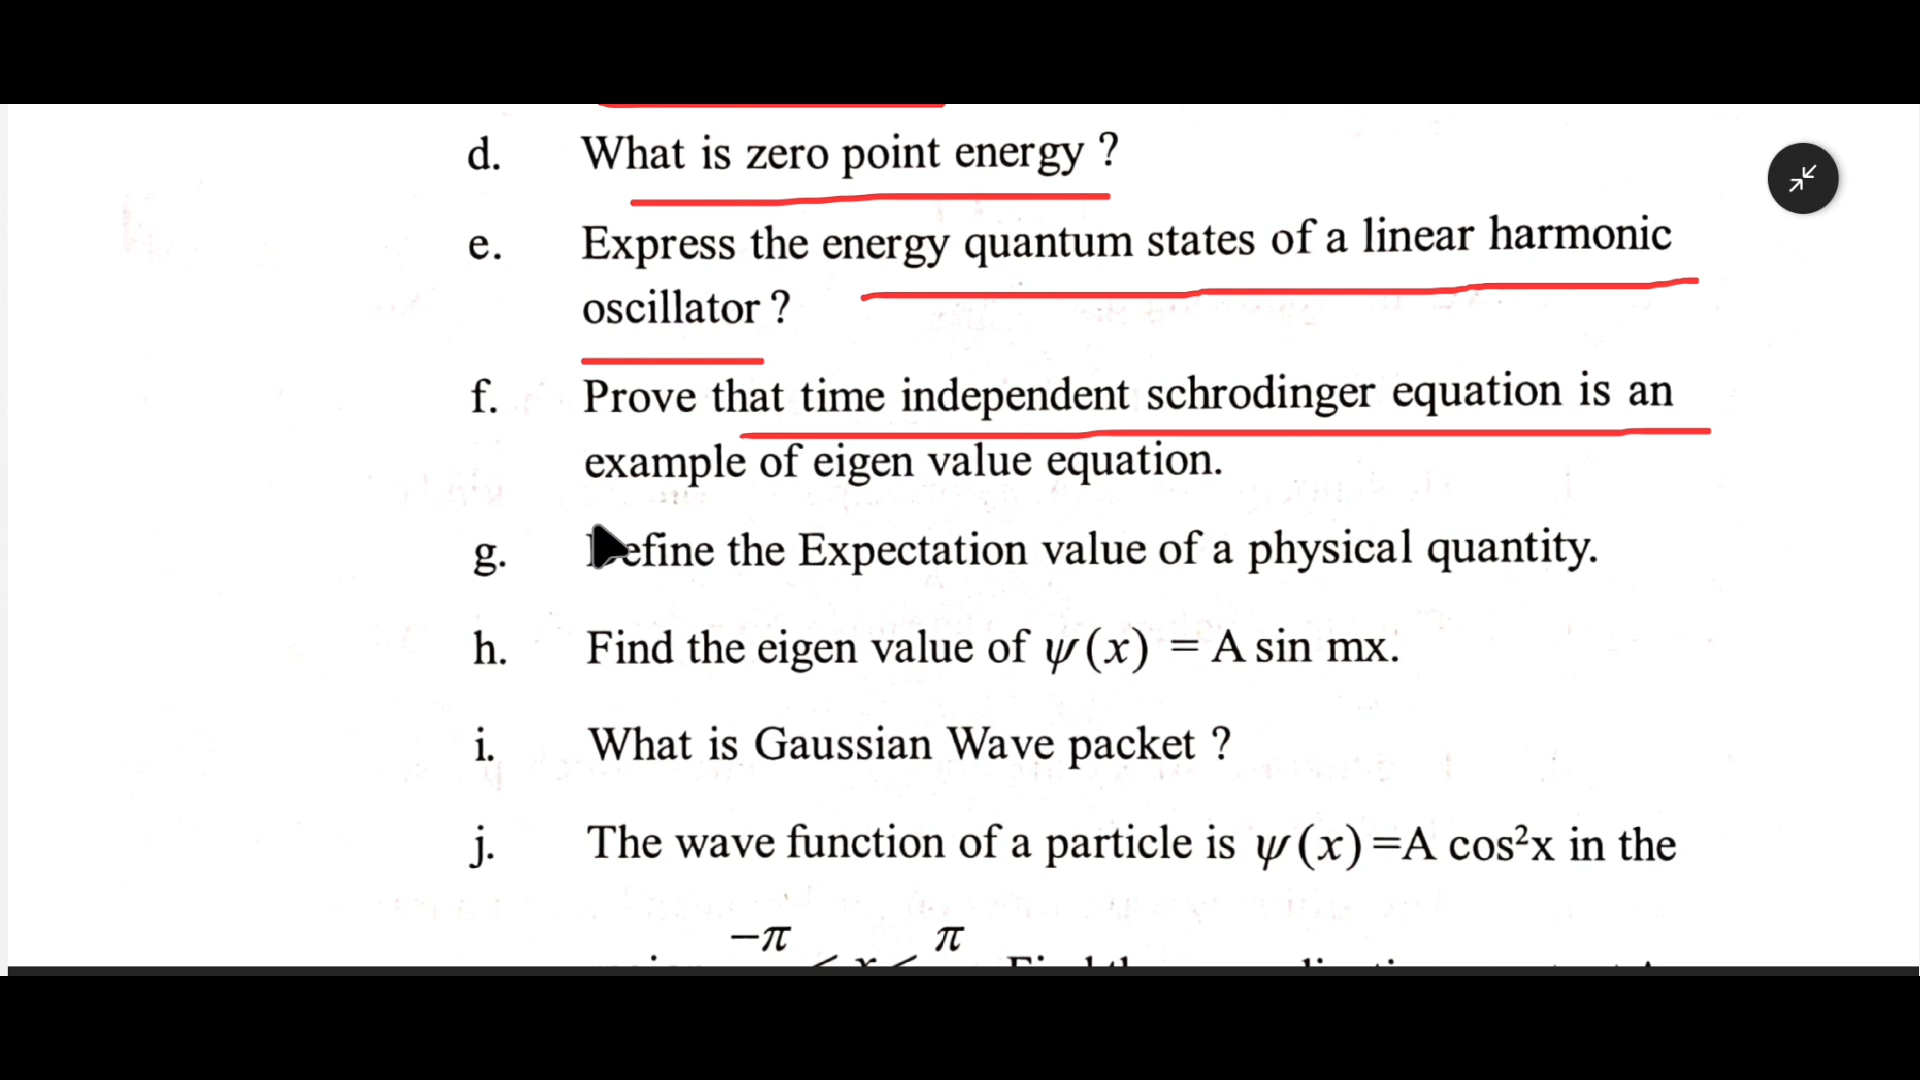 d. What is zero point energy ?
e. Express the energy quantum states of a linear harmonic
oscillator ?
f. Prove that time independent schrodinger equation is an
example of eigen value equation.
g. efine the Expectation value of a physical quantity.
h. Find the eigen value of ψ(x) = A sin mx.
i. What is Gaussian Wave packet ?
j. The wave function of a particle is ψ(x)=A cos²x in the
−π π